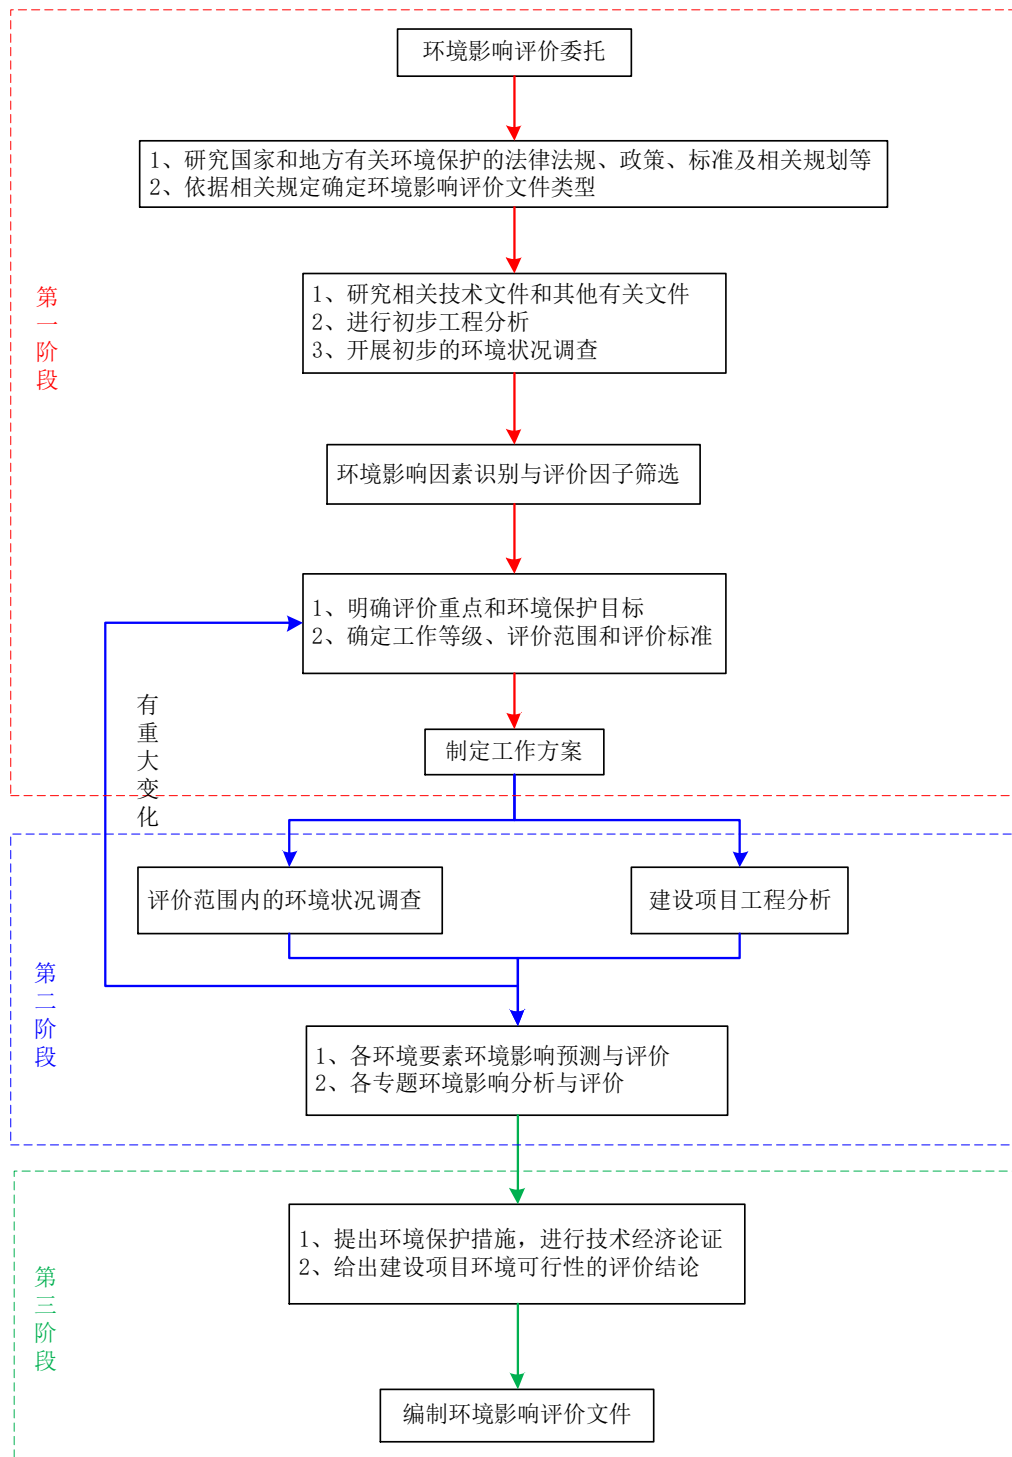 环境影响评价委托
1、研究国家和地方有关环境保护的法律法规、政策、标准及相关规划等
2、依据相关规定确定环境影响评价文件类型
第一阶段
1、研究相关技术文件和其他有关文件
2、进行初步工程分析
3、开展初步的环境状况调查
环境影响因素识别与评价因子筛选
1、明确评价重点和环境保护目标
2、确定工作等级、评价范围和评价标准
有重大变化
制定工作方案
评价范围内的环境状况调查
建设项目工程分析
第二阶段
1、各环境要素环境影响预测与评价
2、各专题环境影响分析与评价
第三阶段
1、提出环境保护措施，进行技术经济论证
2、给出建设项目环境可行性的评价结论
编制环境影响评价文件